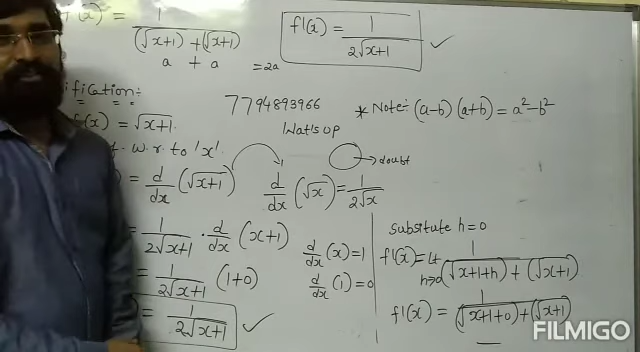 f(x) = 1/((√x+1) + (√x+1))
a + a = 2a
f'(x) = 1/(2√x+1) ✓
ification:-
7794893966
Wat's up
* Note:- (a-b) (a+b) = a²-b²
f(x) = √x+1.
w.r.to 'x'.
→ doubt
= d/dx (√x+1)
d/dx (√x) = 1/(2√x)
= 1/(2√x+1) · d/dx (x+1)
d/dx (x) = 1
= 1/(2√x+1) (1+0)
d/dx (1) = 0
= 1/(2√x+1) ✓
substitute h=0
f'(x) = Lt h→0 1/((√x+1+h) + (√x+1))
f'(x) = 1/((√x+1+0)+(√x+1))
FILMIGO